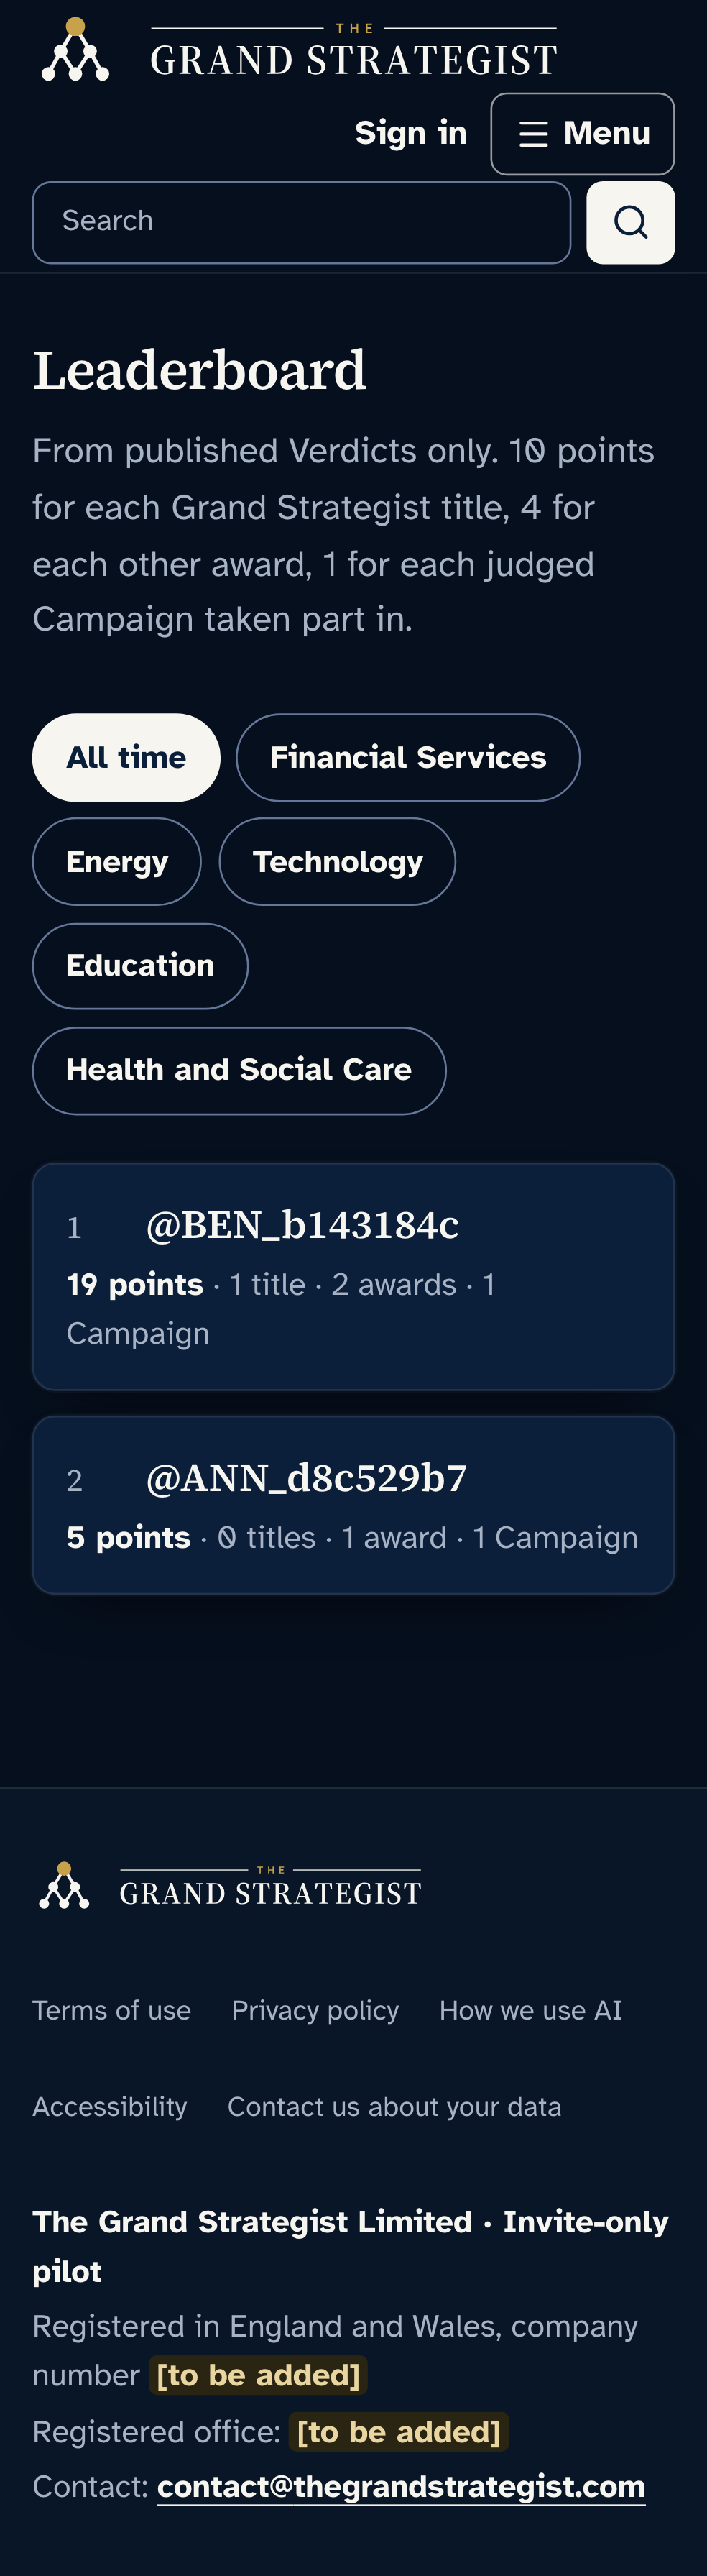 THE
GRAND STRATEGIST
Sign in
Menu
Search
Leaderboard
From published Verdicts only. 10 points
for each Grand Strategist title, 4 for
each other award, 1 for each judged
Campaign taken part in.
All time
Financial Services
Energy
Technology
Education
Health and Social Care
1 @BEN_b143184c
19 points · 1 title · 2 awards · 1
Campaign
2 @ANN_d8c529b7
5 points · 0 titles · 1 award · 1 Campaign
THE
GRAND STRATEGIST
Terms of use Privacy policy How we use AI
Accessibility Contact us about your data
The Grand Strategist Limited · Invite-only
pilot
Registered in England and Wales, company
number [to be added]
Registered office: [to be added]
Contact: contact@thegrandstrategist.com